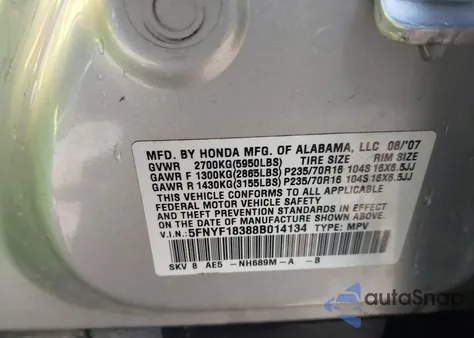 MFD. BY HONDA MFG. OF ALABAMA, LLC 08/'07
GVWR 2700KG(5950LBS) TIRE SIZE RIM SIZE
GAWR F 1300KG(2865LBS) P235/70R16 104S 16X6.5JJ
GAWR R 1430KG(3155LBS) P235/70R16 104S 16X6.5JJ
THIS VEHICLE CONFORMS TO ALL APPLICABLE
FEDERAL MOTOR VEHICLE SAFETY
AND THEFT PREVENTION STANDARDS IN EFFECT
ON THE DATE OF MANUFACTURE SHOWN ABOVE.
V.I.N.: 5FNYF18388B014134 TYPE: MPV
SKV B AE5 -NH689M -A -B
autoSnap